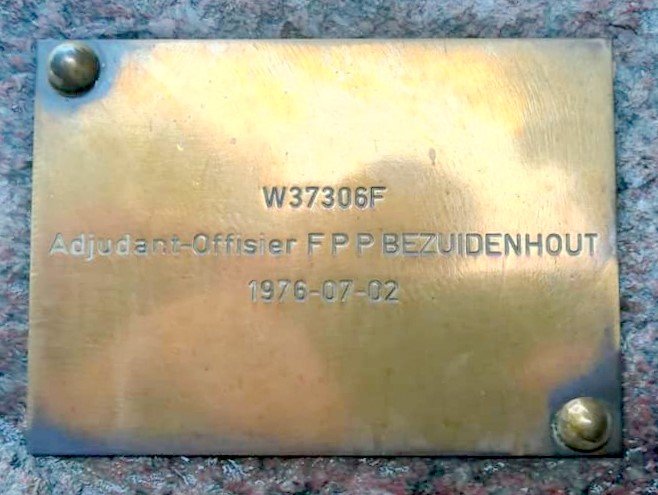 W37306F
Adjudant-Offisier F P P BEZUIDENHOUT
1976-07-02